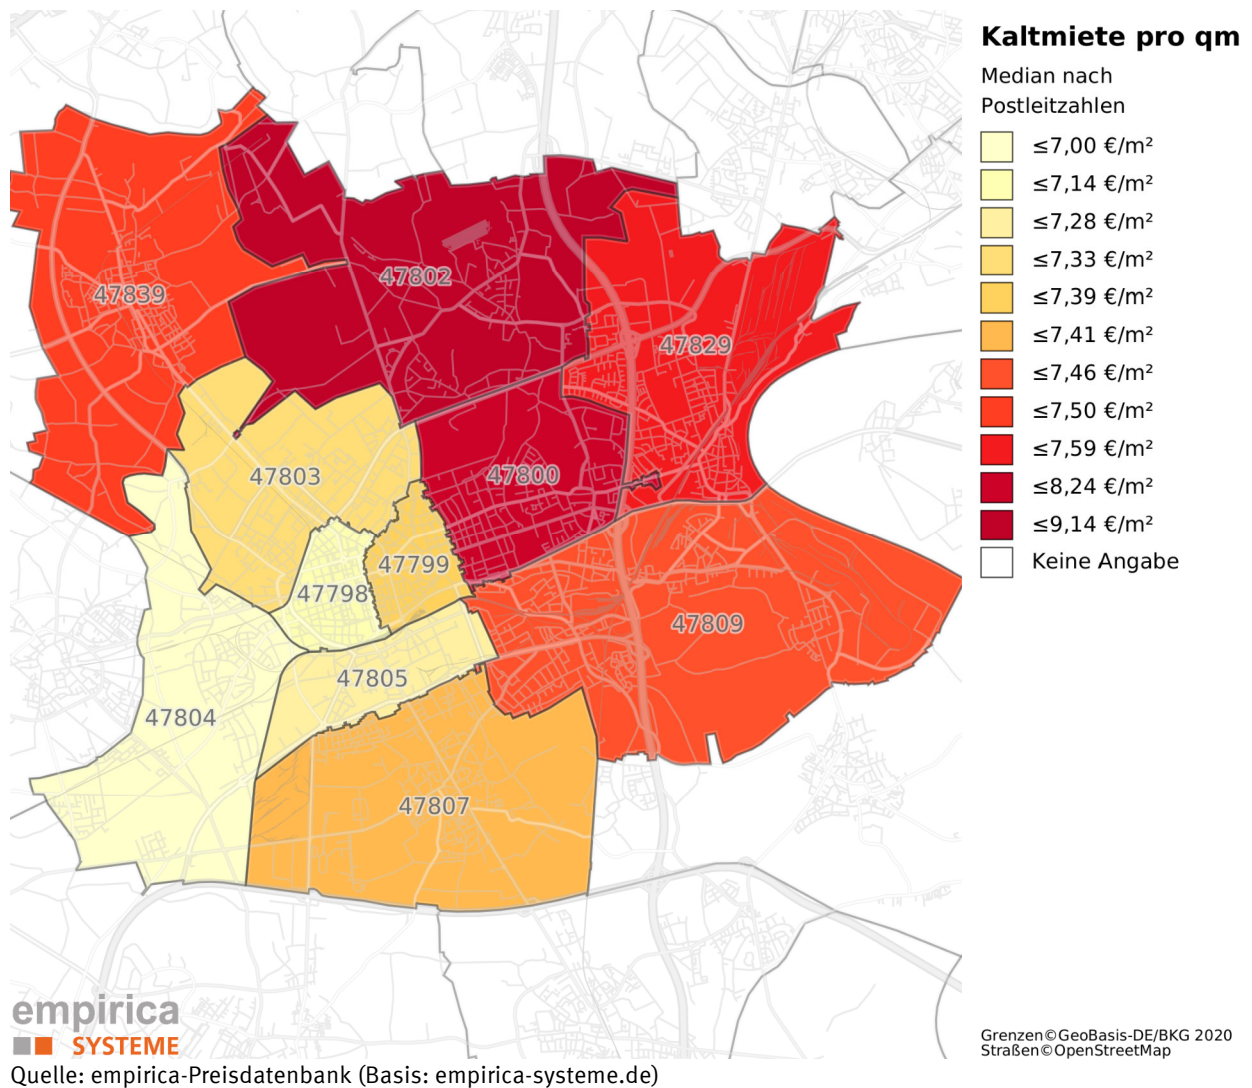 Kaltmiete pro qm
Median nach
Postleitzahlen
≤7,00 €/m²
≤7,14 €/m²
≤7,28 €/m²
≤7,33 €/m²
≤7,39 €/m²
≤7,41 €/m²
≤7,46 €/m²
≤7,50 €/m²
≤7,59 €/m²
≤8,24 €/m²
≤9,14 €/m²
Keine Angabe
47802
47839
47829
47803
47800
47799
47798
47809
47805
47804
47807
empirica
SYSTEME
Grenzen©GeoBasis-DE/BKG 2020
Straßen©OpenStreetMap
Quelle: empirica-Preisdatenbank (Basis: empirica-systeme.de)